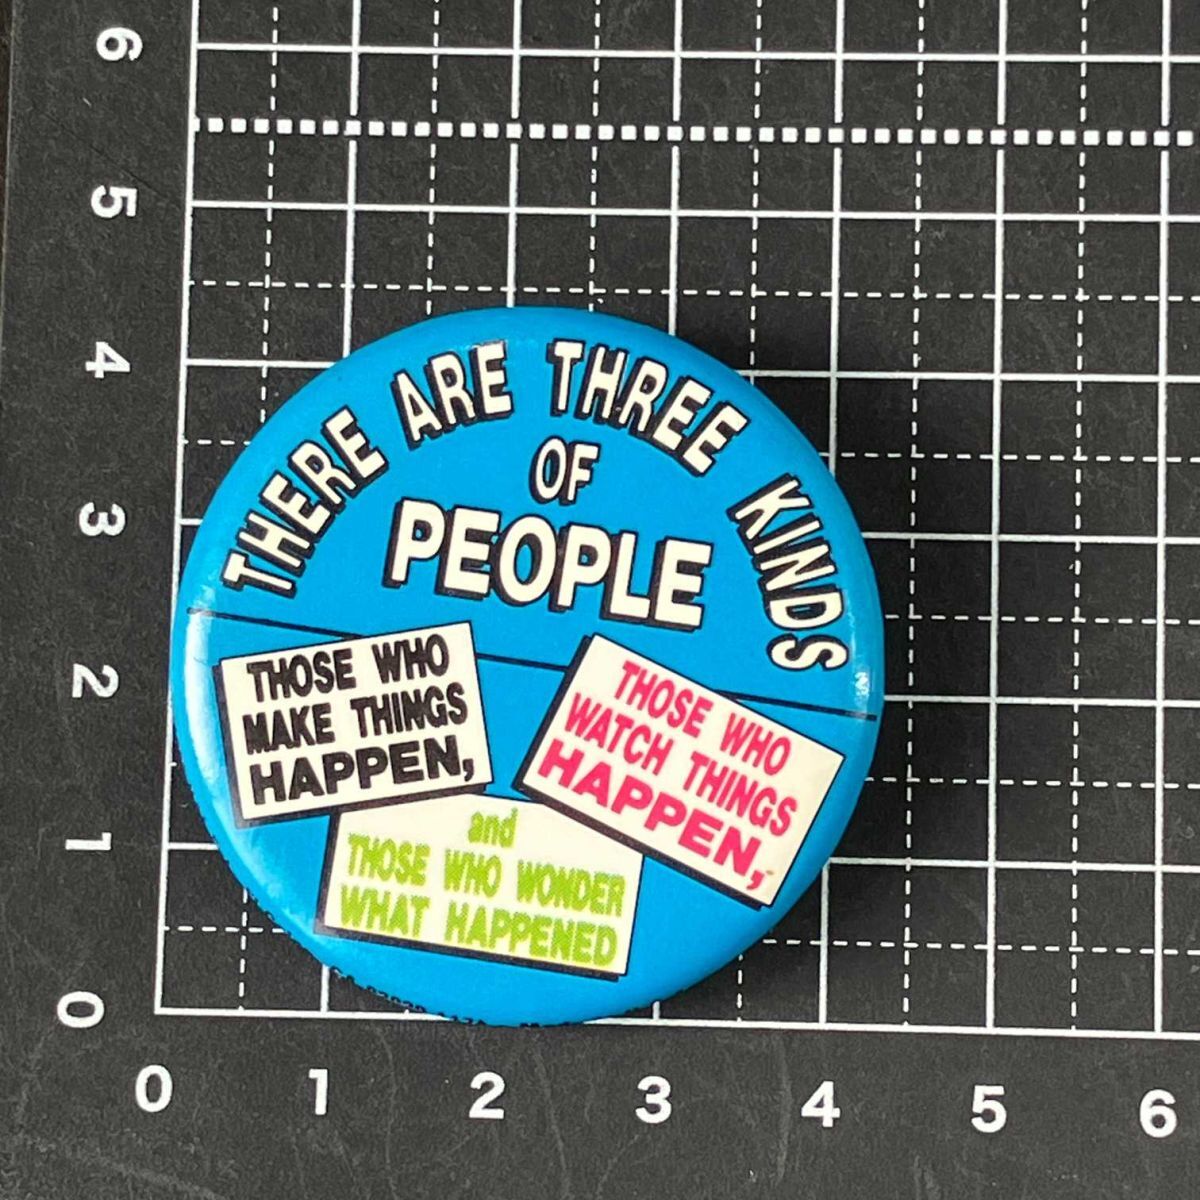 6
5
4
3
2
1
0
THERE ARE THREE KINDS
OF
PEOPLE
THOSE WHO
MAKE THINGS
HAPPEN,
THOSE WHO
WATCH THINGS
HAPPEN,
and
THOSE WHO WONDER
WHAT HAPPENED
0 1 2 3 4 5 6